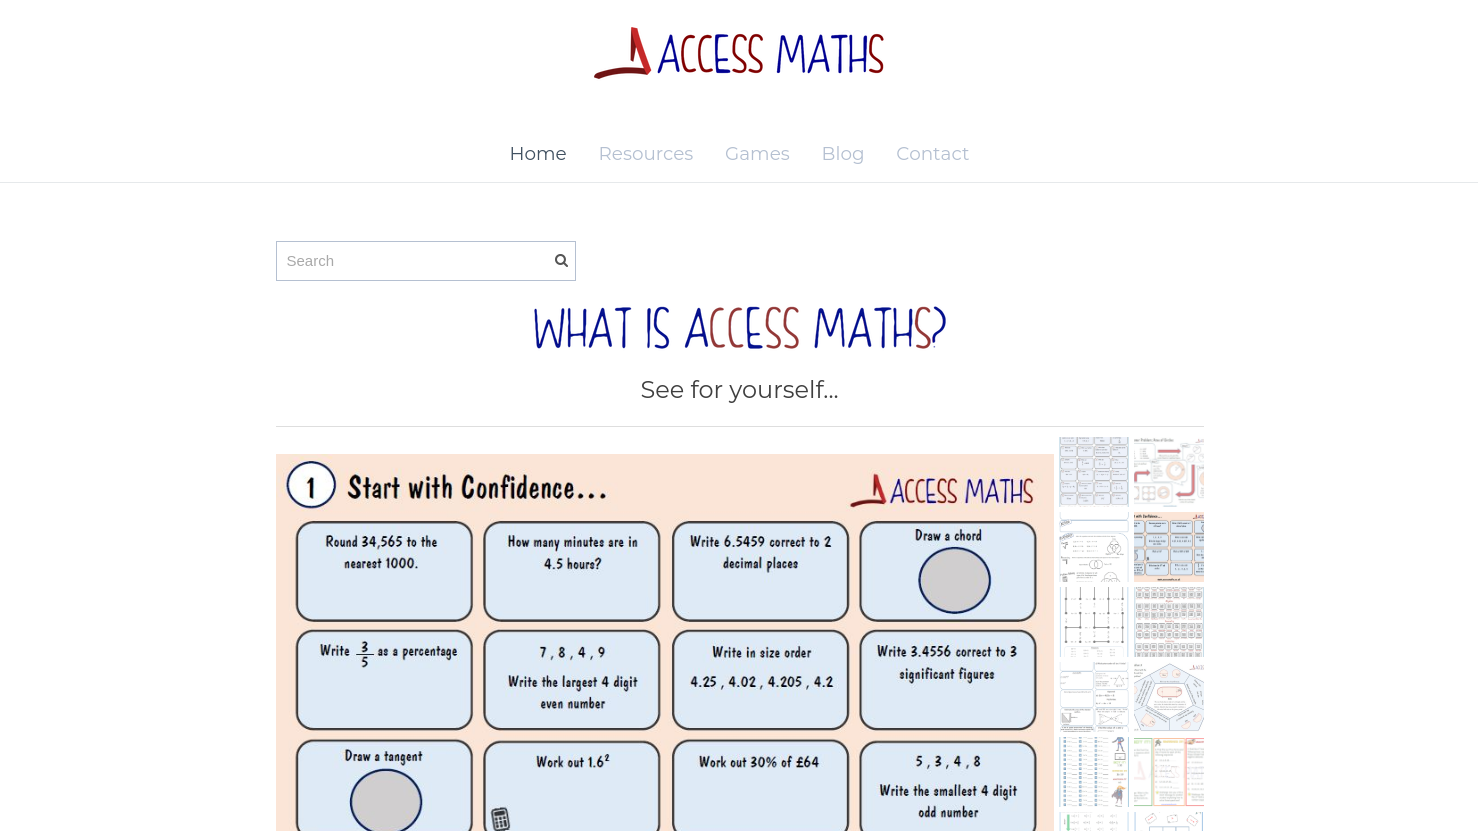 ACCESS MATHS
Home Resources Games Blog Contact
Search
WHAT IS ACCESS MATHS?
See for yourself...
1 Start with Confidence... ACCESS MATHS
Round 34,565 to the
nearest 1000.
How many minutes are in
4.5 hours?
Write 6.5459 correct to 2
decimal places
Draw a chord
Write 3/5 as a percentage
7 , 8 , 4 , 9
Write the largest 4 digit
even number
Write in size order
4.25 , 4.02 , 4.205 , 4.2
Write 3.4556 correct to 3
significant figures
Draw a tangent
Work out 1.6²
Work out 30% of £64
5 , 3 , 4 , 8
Write the smallest 4 digit
odd number